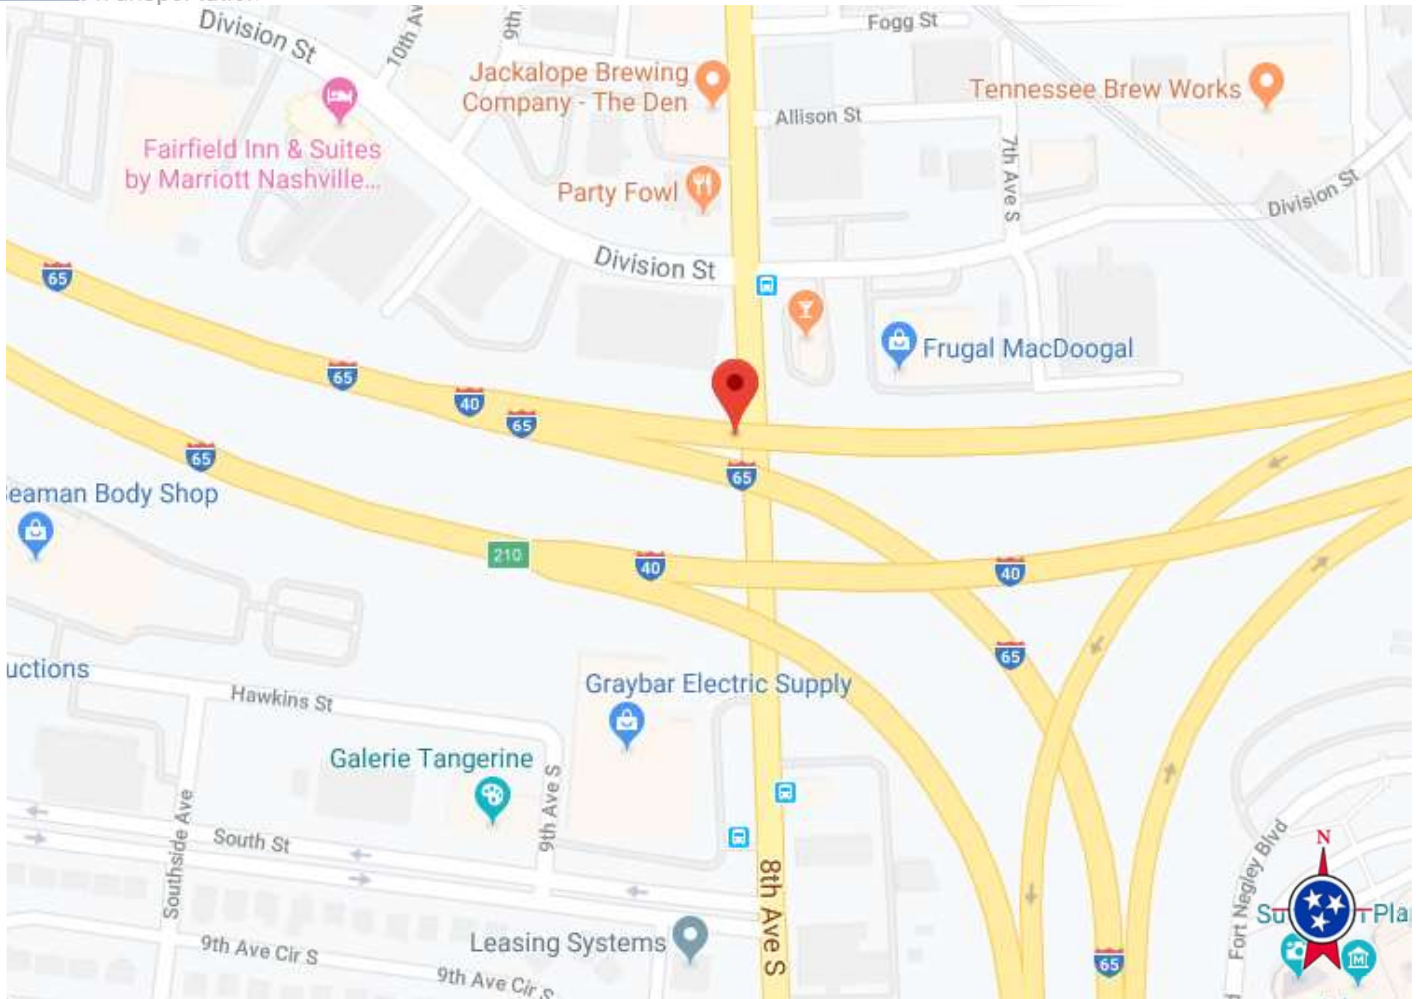 Division St
10th Av
9th
Fogg St
Jackalope Brewing
Company - The Den
Tennessee Brew Works
Allison St
Fairfield Inn & Suites
by Marriott Nashville...
7th Ave S
Party Fowl
Division St
Division St
65
Frugal MacDoogal
65
40
65
65
65
eaman Body Shop
210
40
40
65
uctions
Hawkins St
Graybar Electric Supply
Galerie Tangerine
9th Ave S
Southside Ave
South St
8th Ave S
Fort Negley Blvd
N
Su
Pla
Leasing Systems
9th Ave Cir S
9th Ave Cir S
65
M